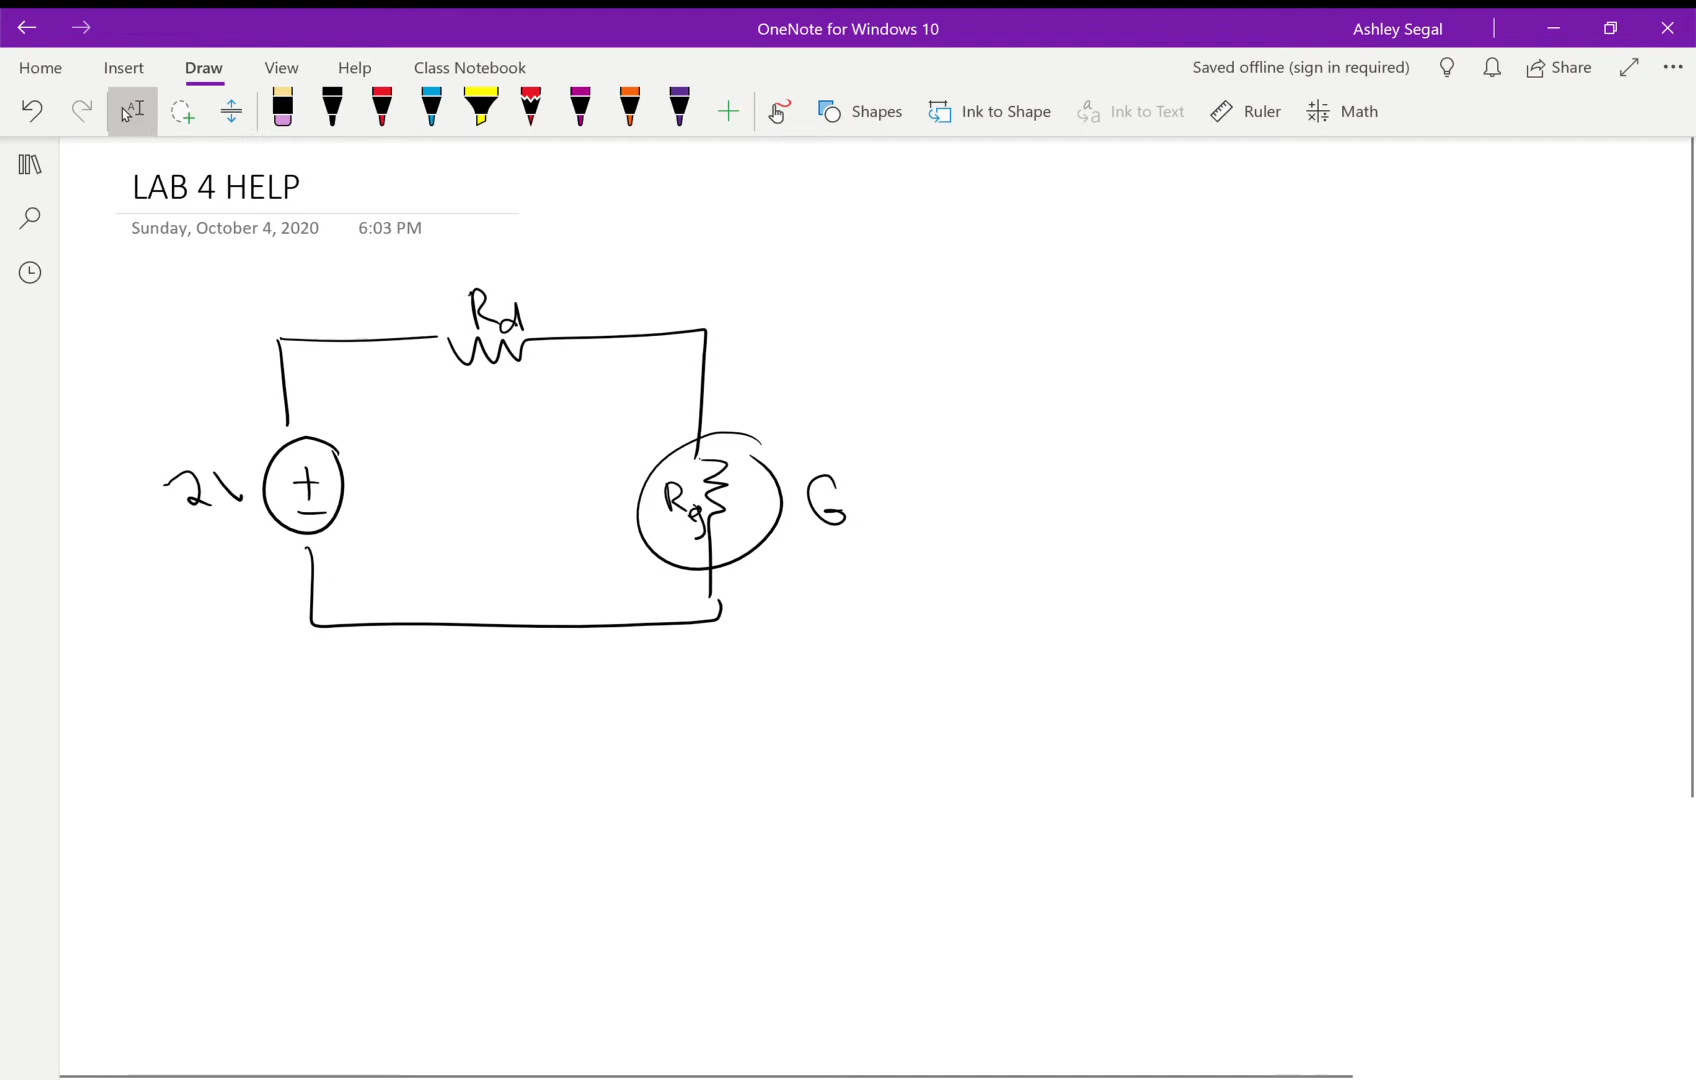 OneNote for Windows 10
Ashley Segal
Home Insert Draw View Help Class Notebook
Saved offline (sign in required)
Share
Shapes
Ink to Shape
Ink to Text
Ruler
Math
LAB 4 HELP
Sunday, October 4, 2020 6:03 PM
Rd
2V
+
Rg
G